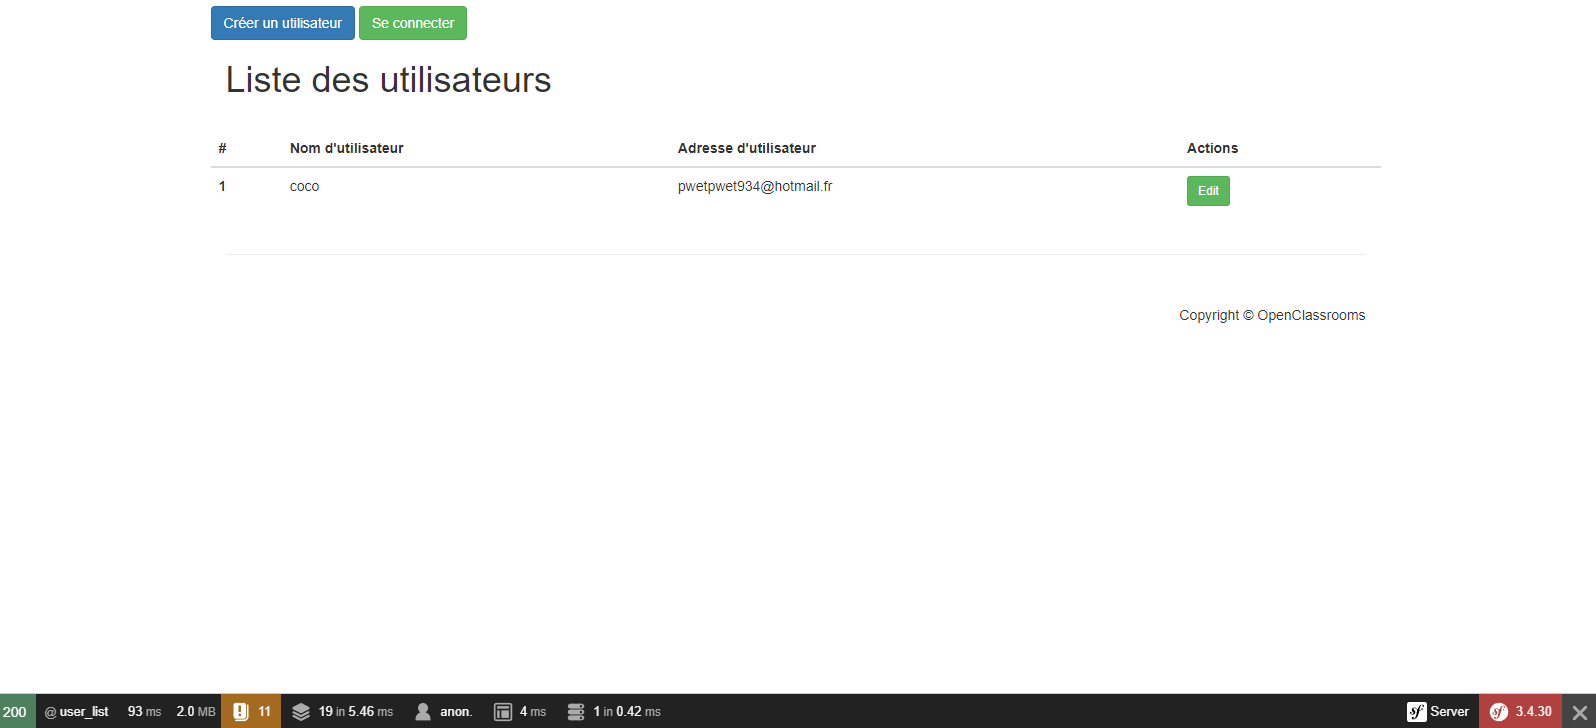 Créer un utilisateur Se connecter
Liste des utilisateurs
# Nom d'utilisateur Adresse d'utilisateur Actions
1 coco pwetpwet934@hotmail.fr Edit
Copyright © OpenClassrooms
200 @ user_list 93 ms 2.0 MB 11 19 in 5.46 ms anon. 4 ms 1 in 0.42 ms sf Server sf 3.4.30